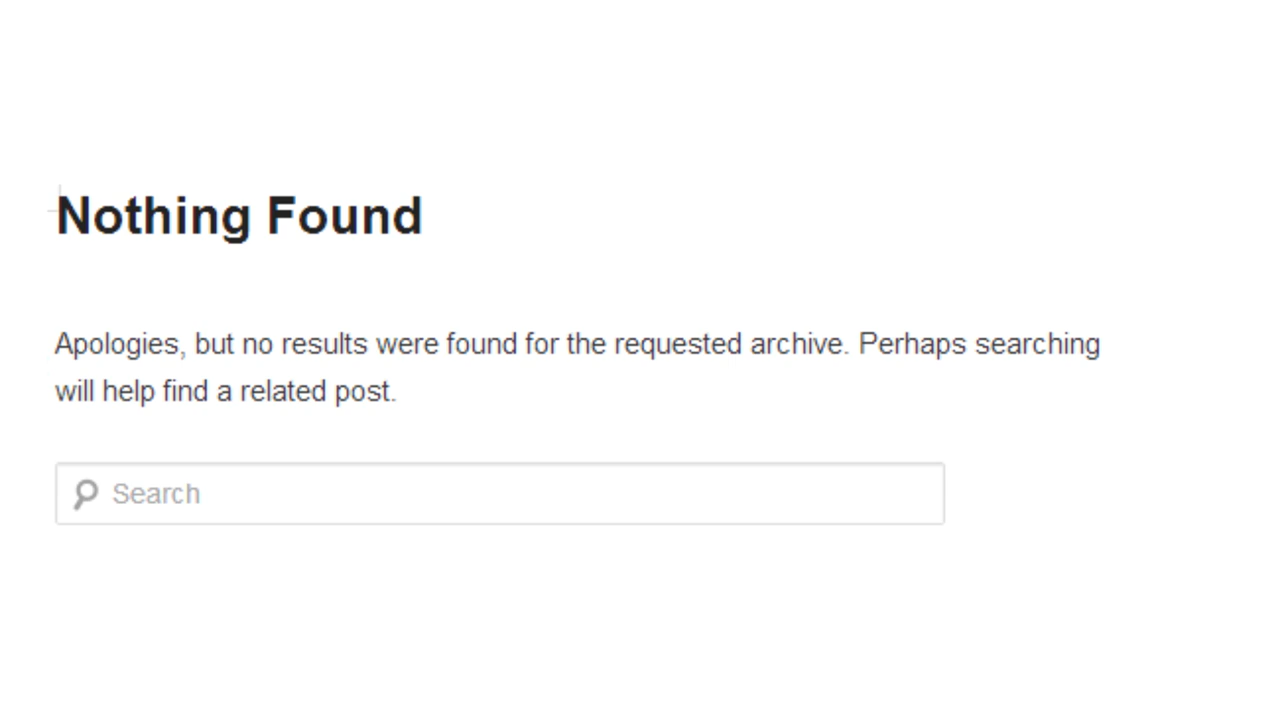 Nothing Found
Apologies, but no results were found for the requested archive. Perhaps searching
will help find a related post.
Search